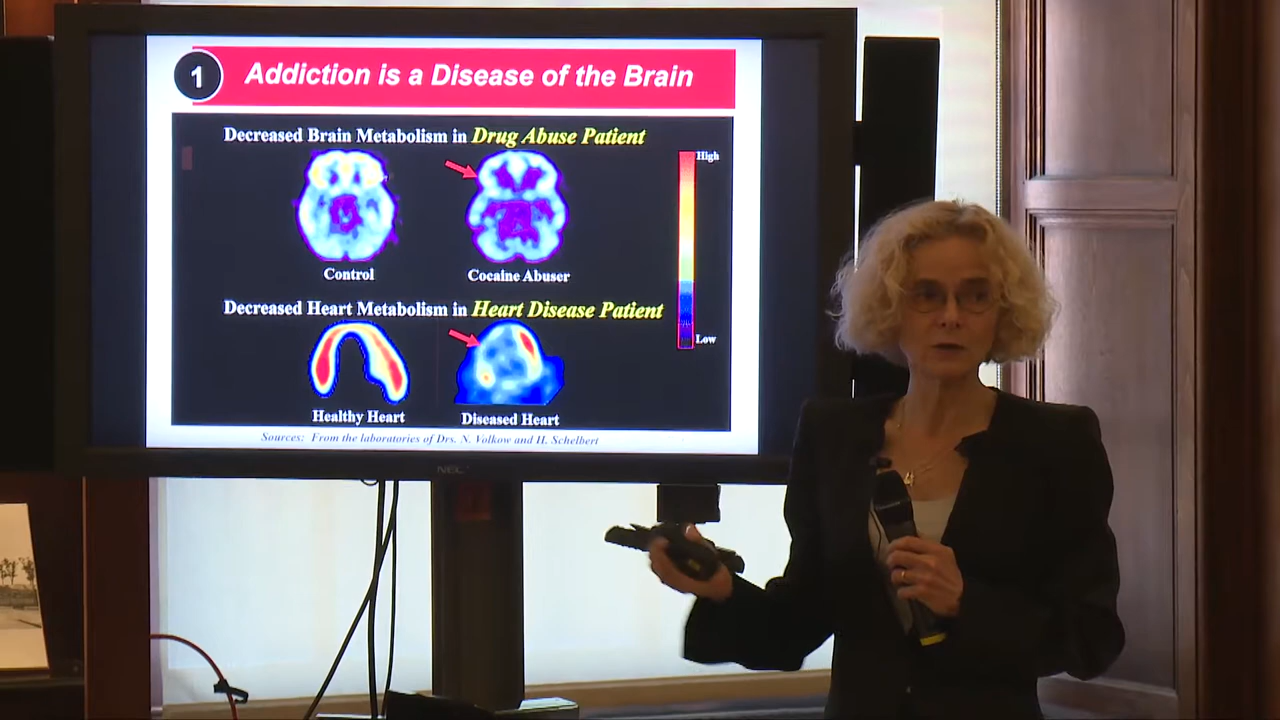 1
Addiction is a Disease of the Brain
Decreased Brain Metabolism in Drug Abuse Patient
High
Control
Cocaine Abuser
Decreased Heart Metabolism in Heart Disease Patient
Low
Healthy Heart
Diseased Heart
Sources: From the laboratories of Drs. N. Volkow and H. Schelbert
NEC